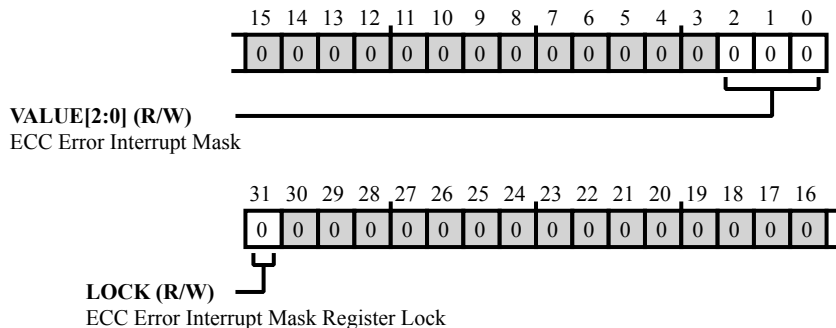 15 14 13 12 11 10 9 8 7 6 5 4 3 2 1 0
0 0 0 0 0 0 0 0 0 0 0 0 0 0 0 0
VALUE[2:0] (R/W)
ECC Error Interrupt Mask
31 30 29 28 27 26 25 24 23 22 21 20 19 18 17 16
0 0 0 0 0 0 0 0 0 0 0 0 0 0 0 0
LOCK (R/W)
ECC Error Interrupt Mask Register Lock